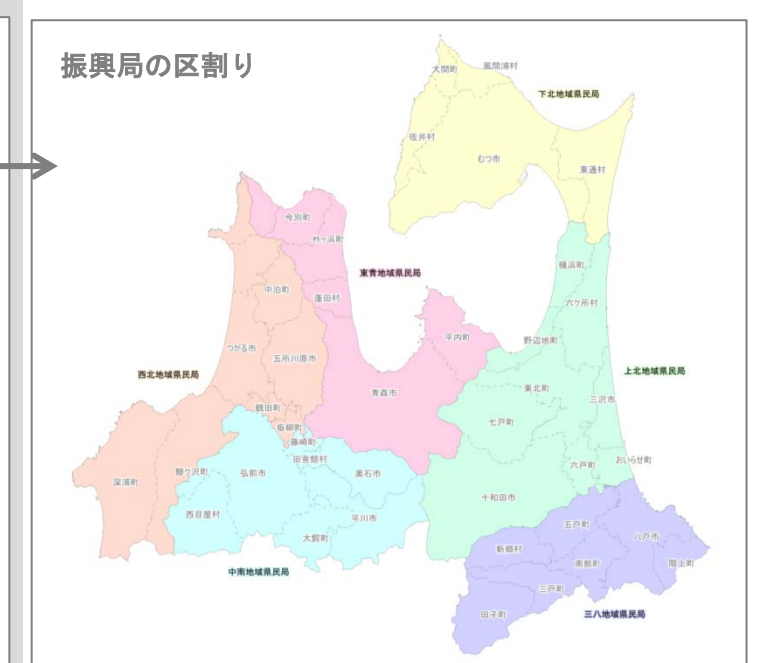 振興局の区割り
大間町
風間浦村
下北地域県民局
佐井村
むつ市
東通村
今別町
外ヶ浜町
横浜町
東青地域県民局
中泊町
蓬田村
六ケ所村
平内町
野辺地町
つがる市
五所川原市
西北地域県民局
上北地域県民局
東北町
青森市
三沢市
鶴田町
七戸町
板柳町
藤崎町
田舎館村
おいらせ町
六戸町
鰺ケ沢町
弘前市
黒石市
深浦町
十和田市
西目屋村
平川市
五戸町
大鰐町
八戸市
新郷村
南部町
階上町
中南地域県民局
三戸町
田子町
三八地域県民局